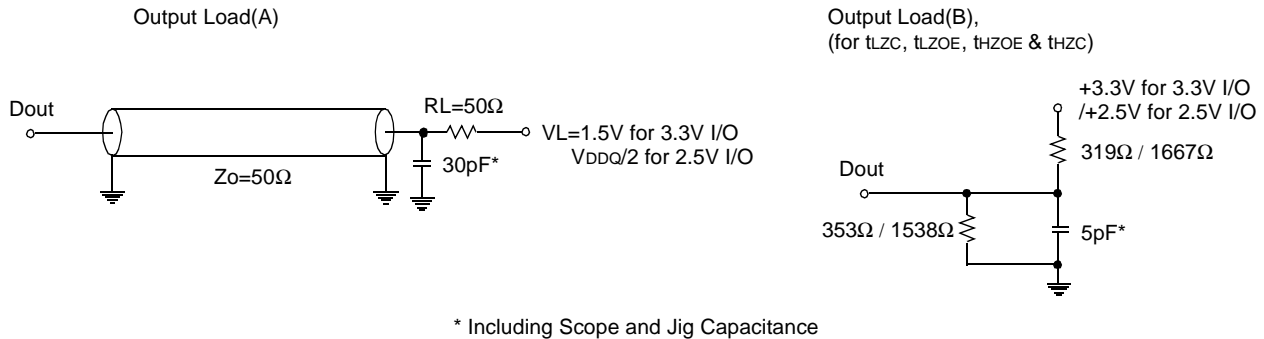 Output Load(A)
Dout
Zo=50Ω
RL=50Ω
30pF*
VL=1.5V for 3.3V I/O
VDDQ/2 for 2.5V I/O
Output Load(B),
(for tLZC, tLZOE, tHZOE & tHZC)
+3.3V for 3.3V I/O
/+2.5V for 2.5V I/O
319Ω / 1667Ω
Dout
353Ω / 1538Ω
5pF*
* Including Scope and Jig Capacitance